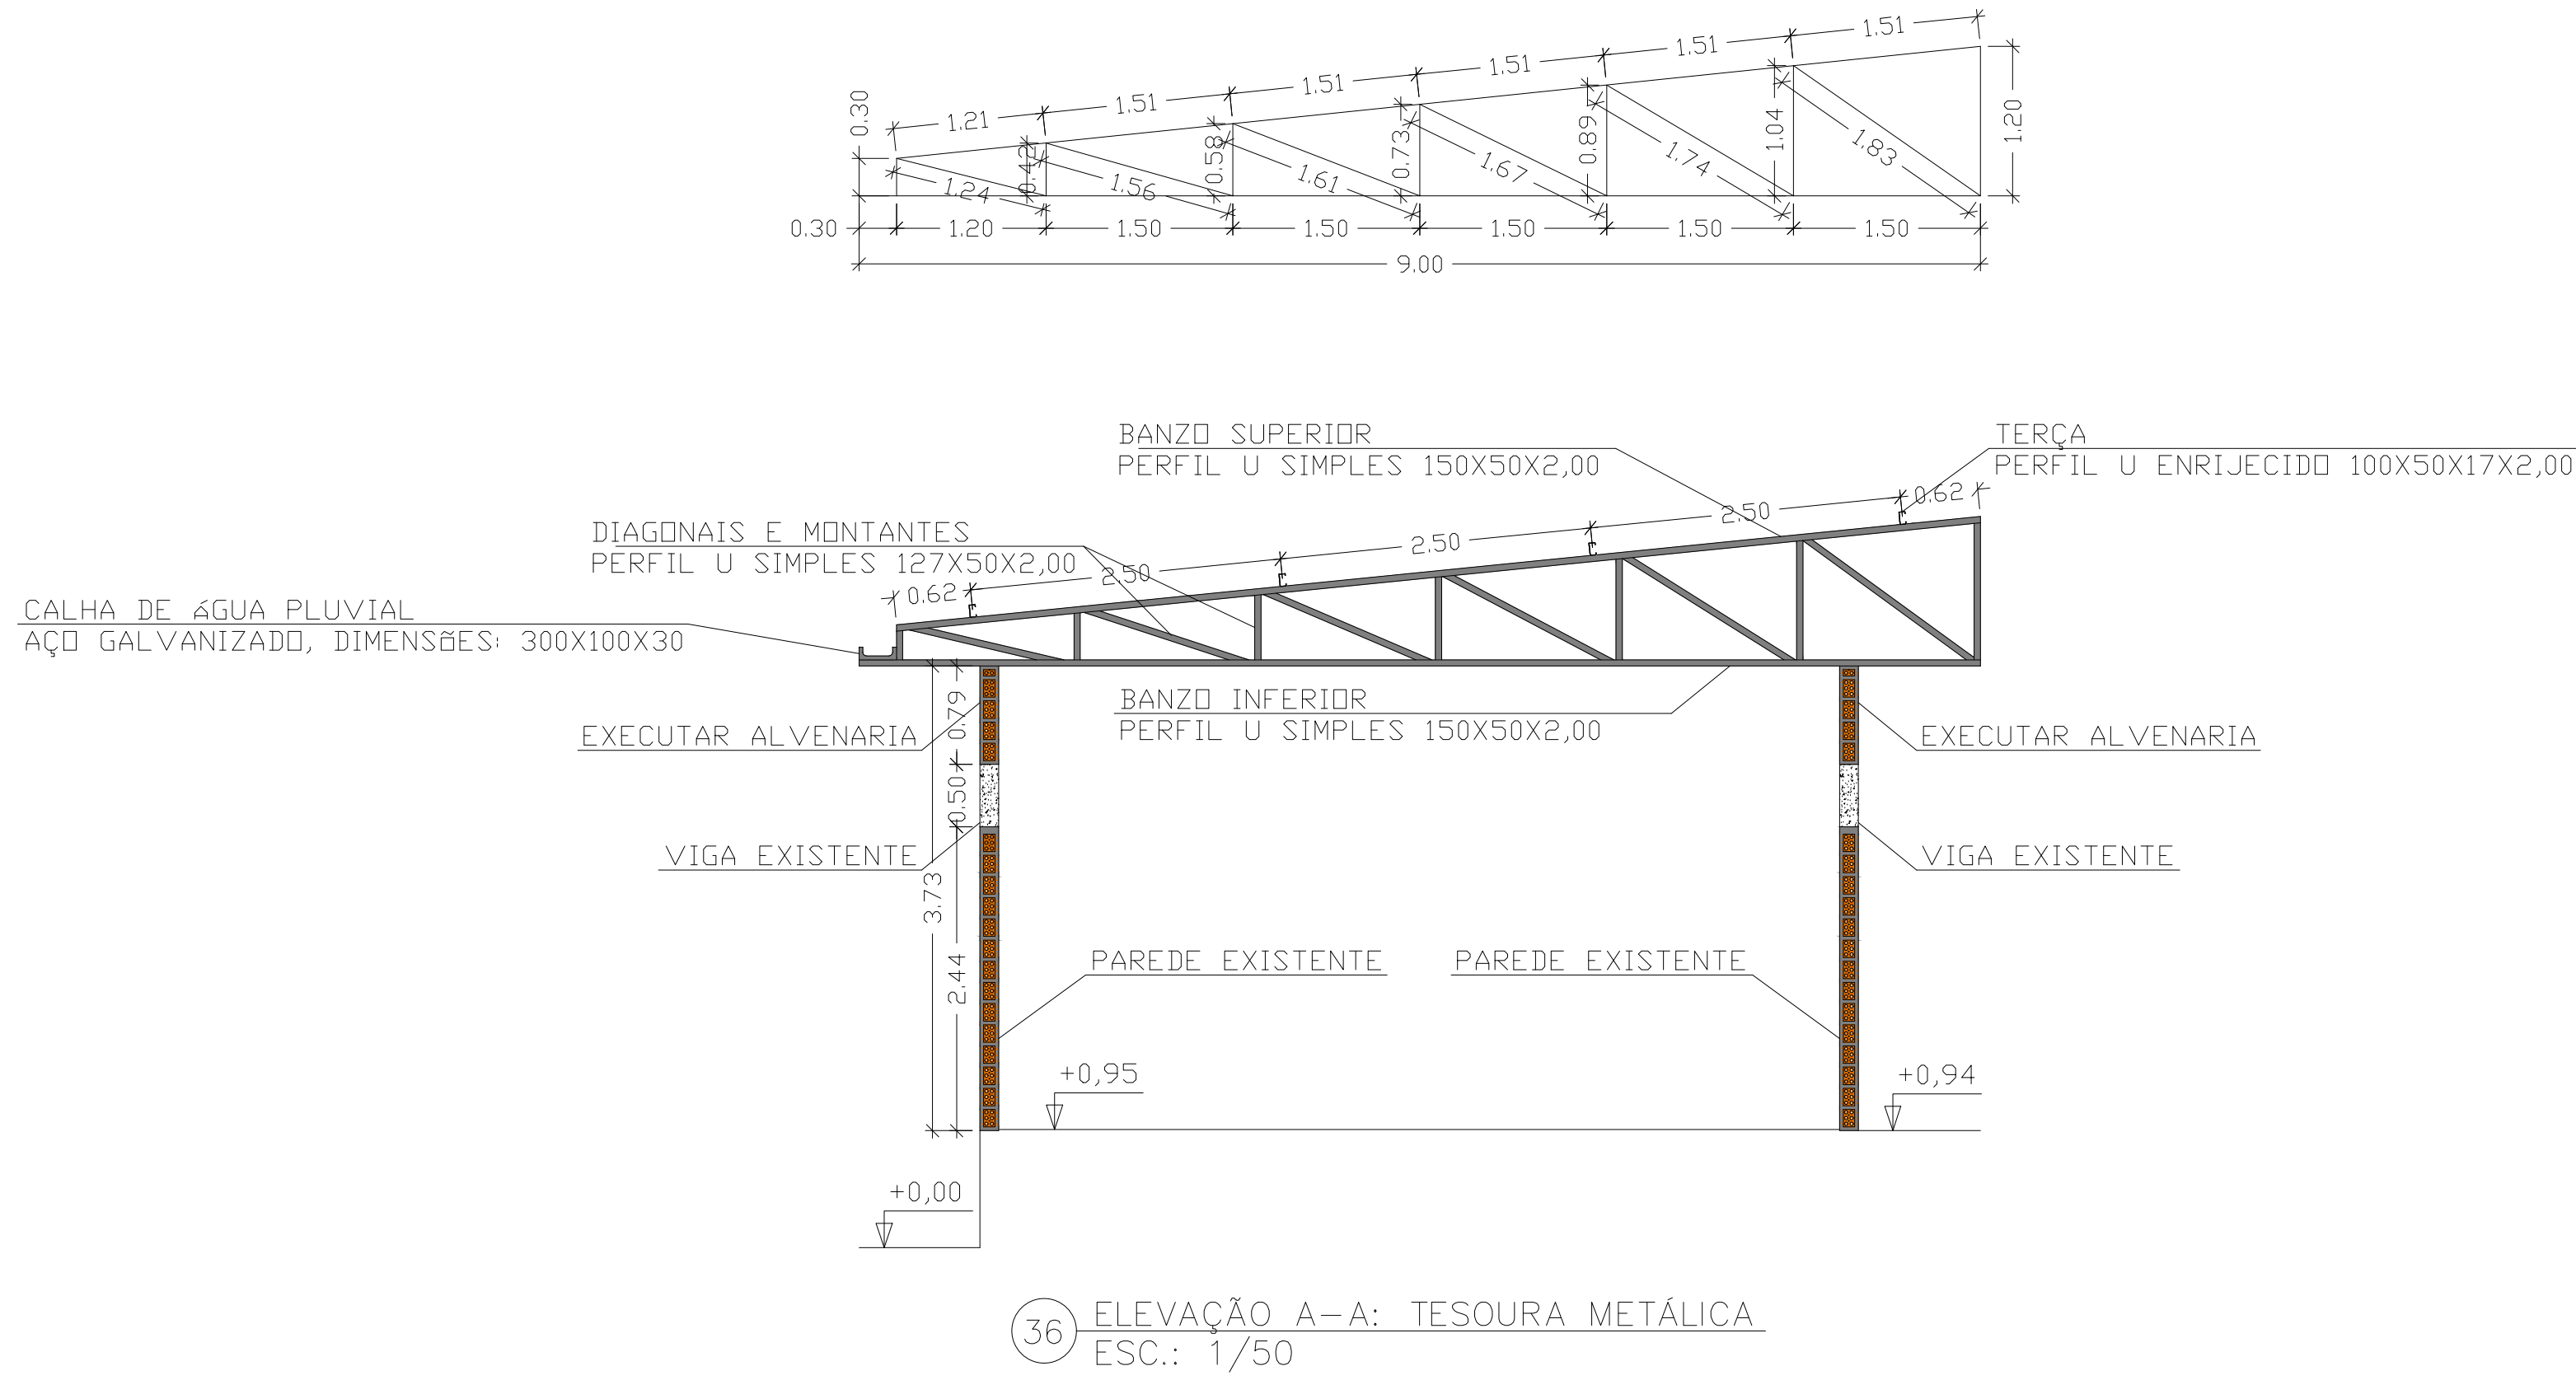 1.51
1.51
1.51
1.51
1.51
1.21
0.30
0.42
0.58
0.73
0.89
1.04
1.20
1.24
1.56
1.61
1.67
1.74
1.83
0.30
1.20
1.50
1.50
1.50
1.50
1.50
9.00
BANZO SUPERIOR
PERFIL U SIMPLES 150X50X2,00
TERÇA
PERFIL U ENRIJECIDO 100X50X17X2,00
0.62
2.50
2.50
2.50
0.62
DIAGONAIS E MONTANTES
PERFIL U SIMPLES 127X50X2,00
CALHA DE áGUA PLUVIAL
AÇO GALVANIZADO, DIMENSõES: 300X100X30
BANZO INFERIOR
PERFIL U SIMPLES 150X50X2,00
0.79
EXECUTAR ALVENARIA
EXECUTAR ALVENARIA
0.50
VIGA EXISTENTE
VIGA EXISTENTE
3.73
2.44
PAREDE EXISTENTE
PAREDE EXISTENTE
+0,95
+0,94
+0,00
36
ELEVAÇÃO A-A: TESOURA METÁLICA
ESC.: 1/50